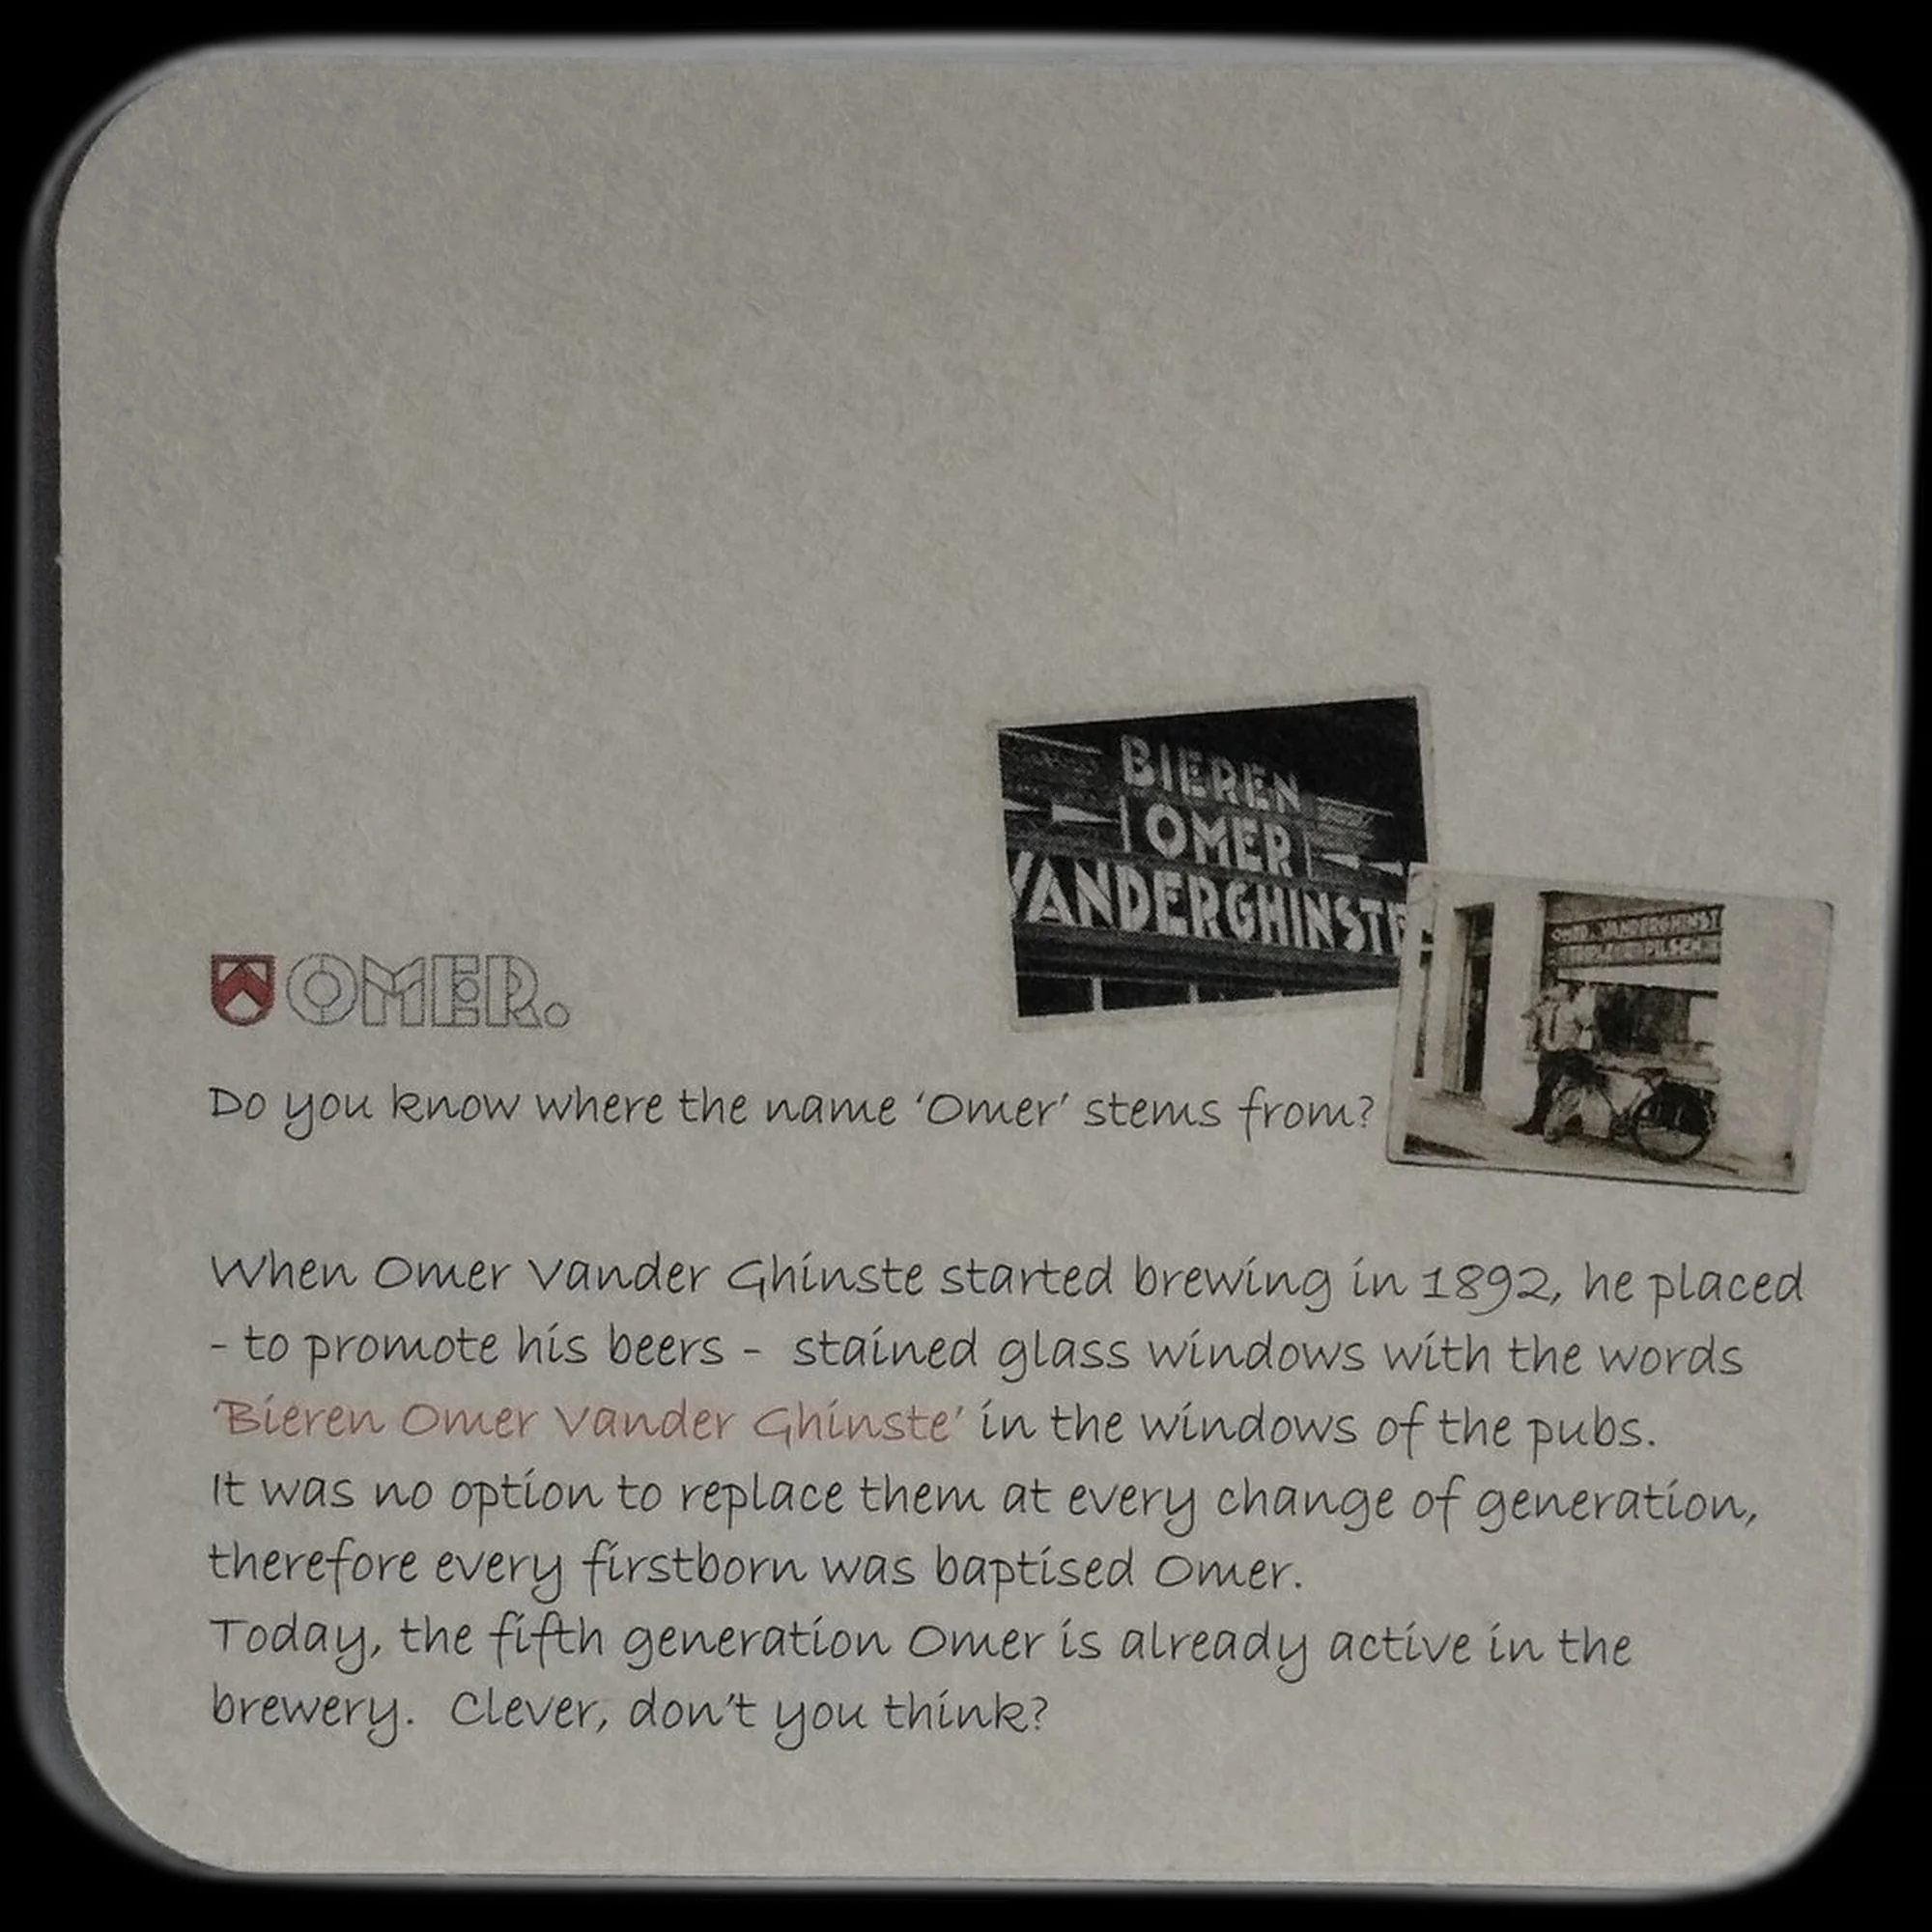 BIEREN
OMER
VANDERGHINSTE
VANDERGHINST
PILSEN
OMER.
Do you know where the name ‘Omer’ stems from?
When Omer Vander Ghinste started brewing in 1892, he placed
- to promote his beers - stained glass windows with the words
‘Bieren Omer Vander Ghinste’ in the windows of the pubs.
It was no option to replace them at every change of generation,
therefore every firstborn was baptised Omer.
Today, the fifth generation Omer is already active in the
brewery. Clever, don’t you think?